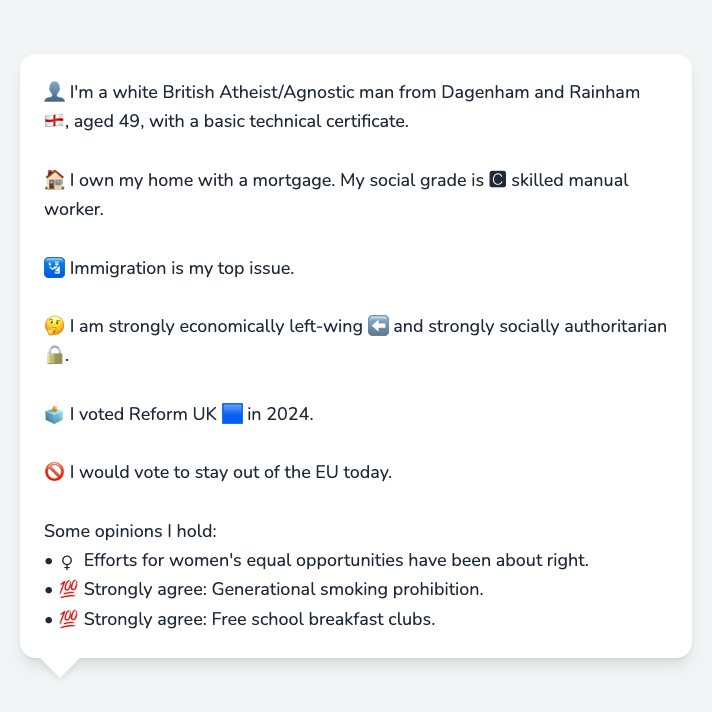 👤 I'm a white British Atheist/Agnostic man from Dagenham and Rainham
🏴󠁧󠁢󠁥󠁮󠁧󠁿, aged 49, with a basic technical certificate.
🏠 I own my home with a mortgage. My social grade is 🅲 skilled manual
worker.
🛂 Immigration is my top issue.
🤔 I am strongly economically left-wing ⬅️ and strongly socially authoritarian
🔒.
🗳️ I voted Reform UK 🟦 in 2024.
🚫 I would vote to stay out of the EU today.
Some opinions I hold:
• ♀ Efforts for women's equal opportunities have been about right.
• 💯 Strongly agree: Generational smoking prohibition.
• 💯 Strongly agree: Free school breakfast clubs.